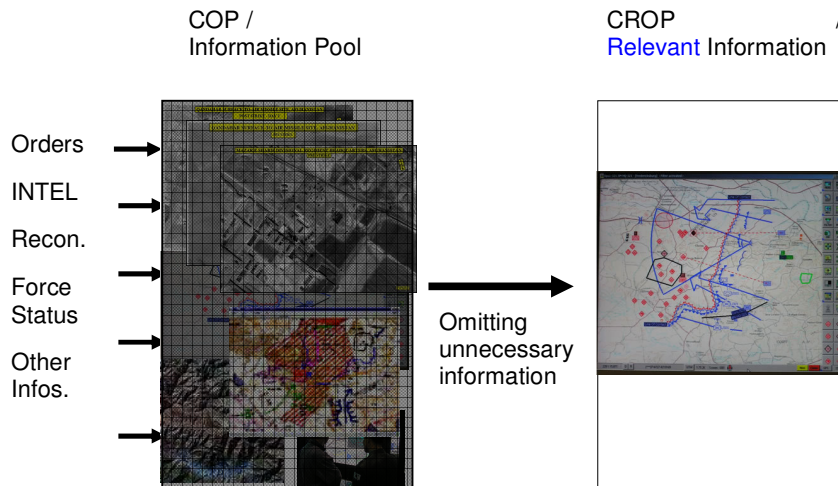 COP /
Information Pool
CROP /
Relevant Information
Orders
INTEL
Recon.
Force
Status
Other
Infos.
Omitting
unnecessary
information